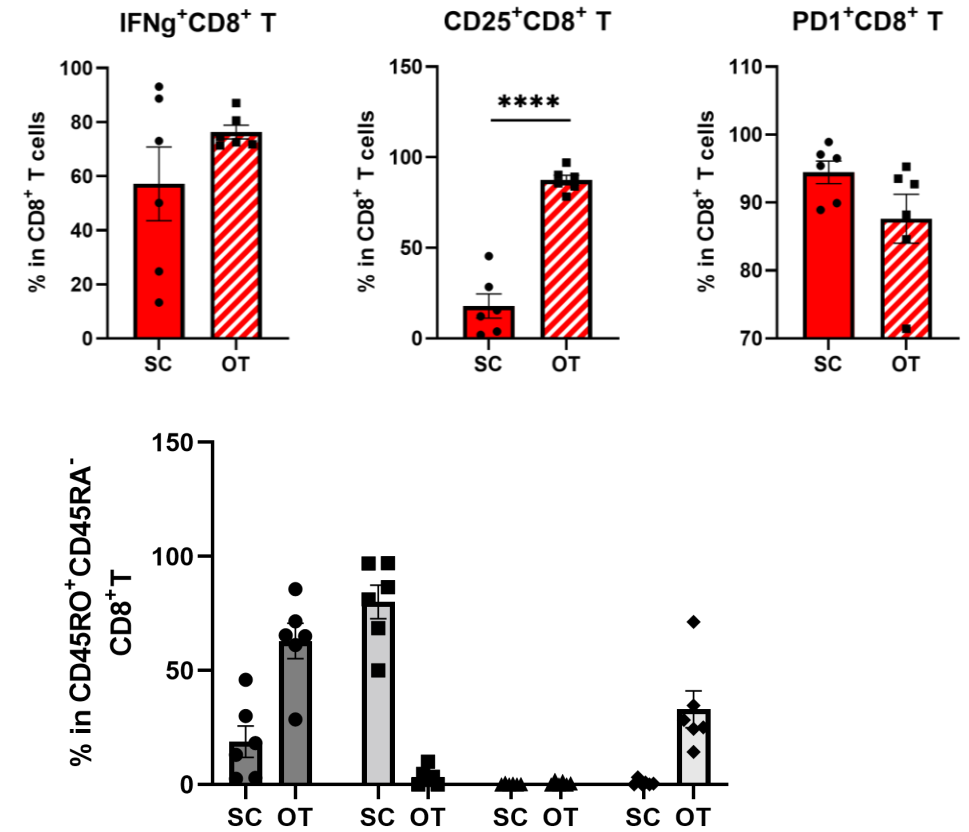 IFNg⁺CD8⁺ T
% in CD8⁺ T cells
100
80
60
40
20
0
SC OT
CD25⁺CD8⁺ T
% in CD8⁺ T cells
150
100
50
0
****
SC OT
PD1⁺CD8⁺ T
% in CD8⁺ T cells
110
100
90
80
70
SC OT
% in CD45RO⁺CD45RA⁻
CD8⁺T
150
100
50
0
SC OT SC OT SC OT SC OT